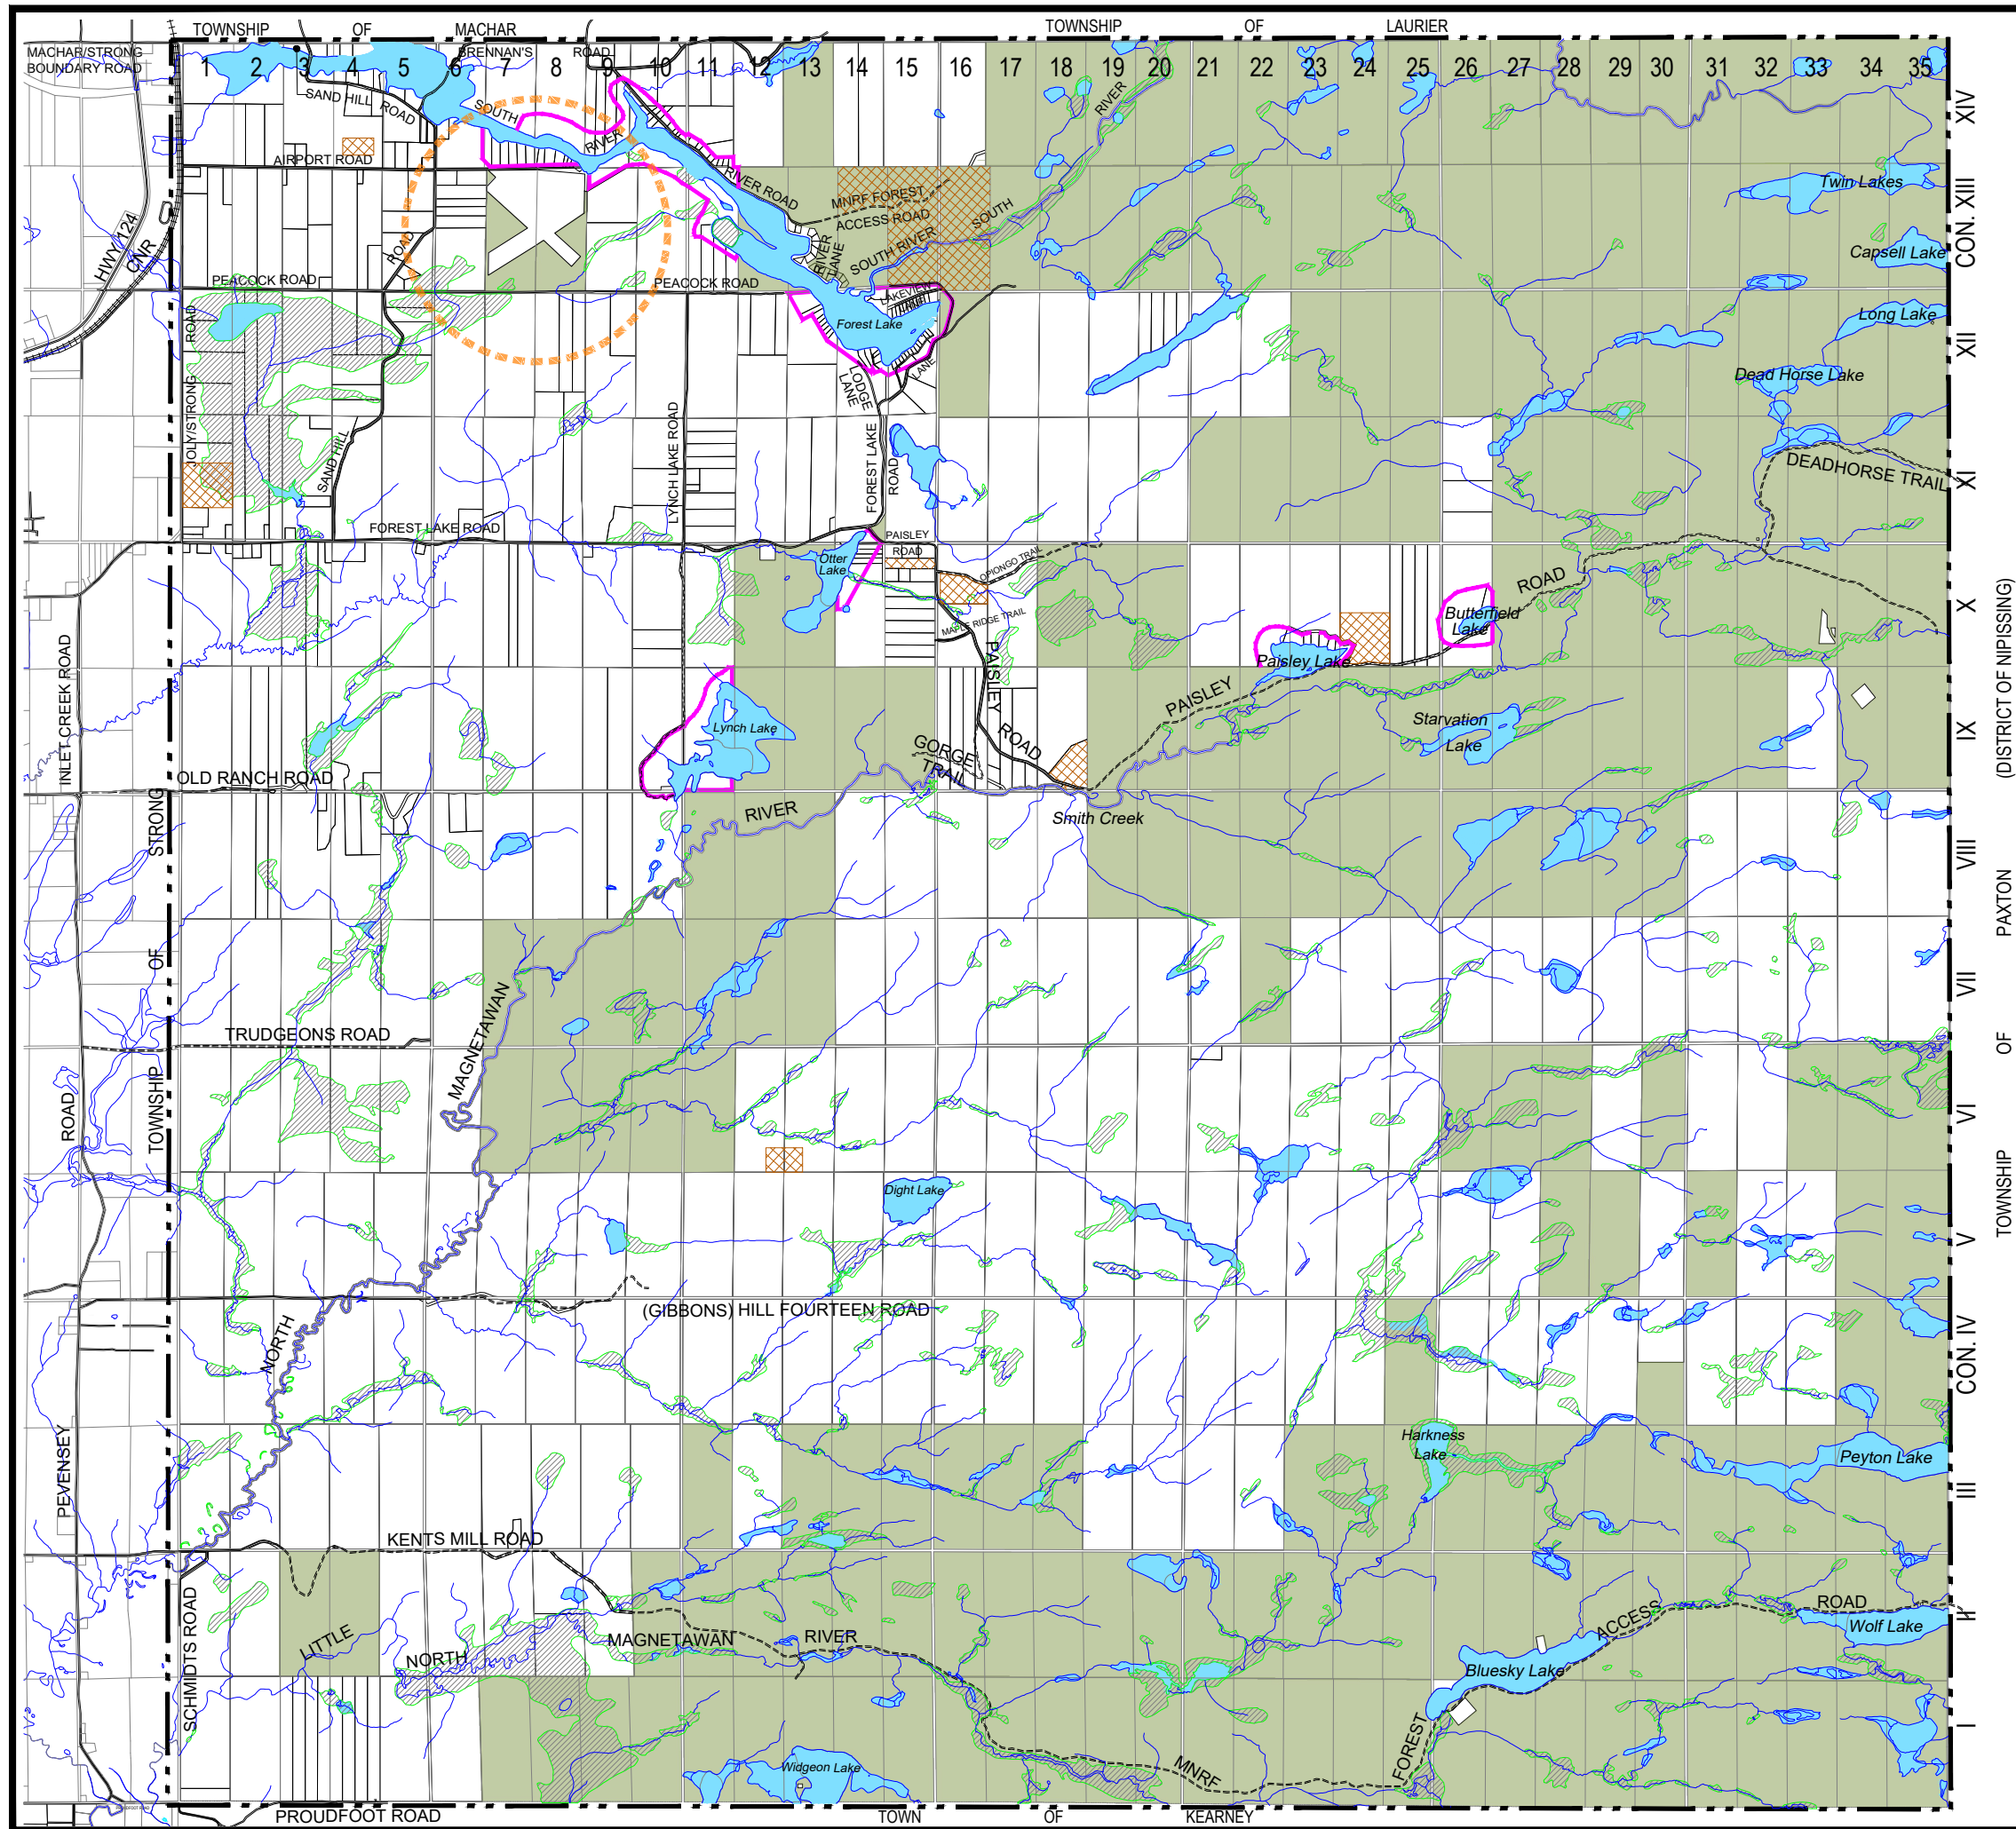 TOWNSHIP OF MACHAR
TOWNSHIP OF LAURIER
MACHAR/STRONG
BOUNDARY ROAD
BRENNAN'S ROAD
1 2 3 4 5 6 7 8 9 10 11 12 13 14 15 16 17 18 19 20 21 22 23 24 25 26 27 28 29 30 31 32 33 34 35
SAND HILL ROAD
SOUTH
RIVER
RIVER
XIV
AIRPORT ROAD
RIVER ROAD
MNRF FOREST
ACCESS ROAD
SOUTH RIVER
SOUTH
RIVER
LANE
Twin Lakes
CON. XIII
Capsell Lake
HWY 124
CNR
ROAD
PEACOCK ROAD
PEACOCK ROAD
LAKEVIEW
LANE
Forest Lake
Long Lake
XII
ROAD
JOLY/STRONG
Dead Horse Lake
LODGE
LANE
LANE
SAND HILL
LYNCH LAKE ROAD
FOREST LAKE
ROAD
DEADHORSE TRAIL
XI
FOREST LAKE ROAD
PAISLEY
ROAD
Otter
Lake
OPIONGO TRAIL
MAPLE RIDGE TRAIL
ROAD
Butterfield
Lake
X
(DISTRICT OF NIPISSING)
Paisley Lake
PAISLEY
ROAD
PAISLEY
INLET CREEK ROAD
Lynch Lake
Starvation
Lake
IX
GORGE
TRAIL
OLD RANCH ROAD
RIVER
Smith Creek
STRONG
VIII
PAXTON
OF
VII
MAGNETAWAN
TRUDGEONS ROAD
OF
ROAD
TOWNSHIP
VI
Dight Lake
V
TOWNSHIP
(GIBBONS) HILL FOURTEEN ROAD
NORTH
CON. IV
Harkness
Lake
Peyton Lake
PEVENSEY
III
KENTS MILL ROAD
SCHMIDTS ROAD
LITTLE
NORTH
MAGNETAWAN
RIVER
ACCESS
ROAD
II
Wolf Lake
Bluesky Lake
FOREST
I
Widgeon Lake
MNRF
PROUDFOOT ROAD
TOWN OF KEARNEY